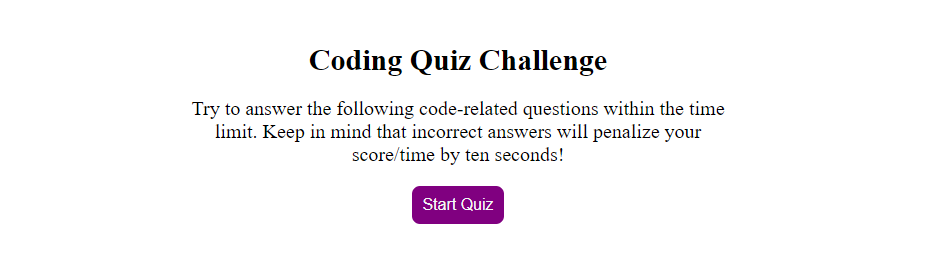 Coding Quiz Challenge
Try to answer the following code-related questions within the time
limit. Keep in mind that incorrect answers will penalize your
score/time by ten seconds!
Start Quiz